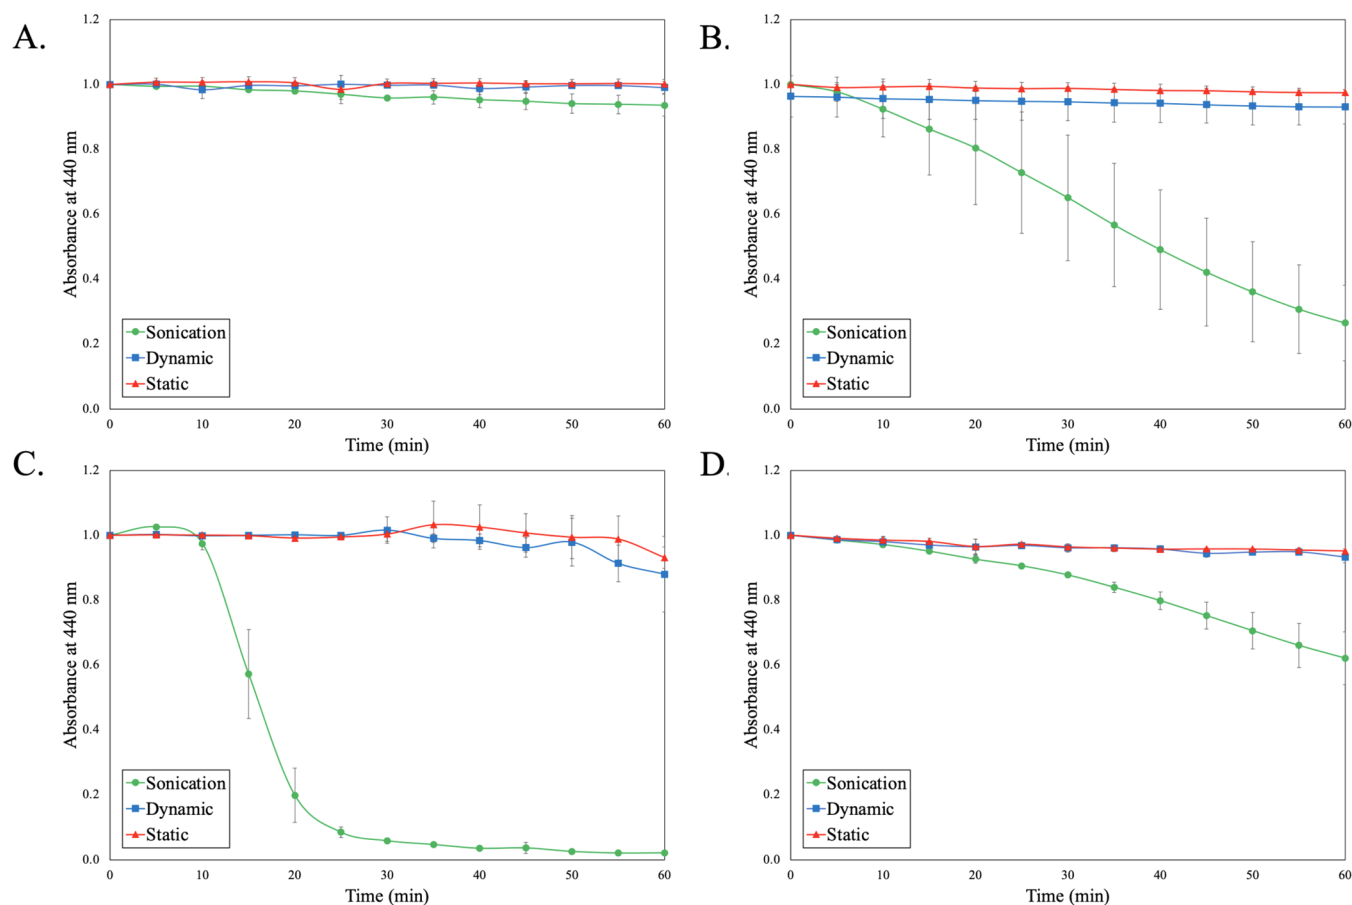 A.
1.2
1.0
0.8
0.6
0.4
0.2
0.0
Absorbance at 440 nm
Sonication
Dynamic
Static
0 10 20 30 40 50 60
Time (min)
B.
1.2
1.0
0.8
0.6
0.4
0.2
0.0
Absorbance at 440 nm
Sonication
Dynamic
Static
0 10 20 30 40 50 60
Time (min)
C.
1.2
1.0
0.8
0.6
0.4
0.2
0.0
Absorbance at 440 nm
Sonication
Dynamic
Static
0 10 20 30 40 50 60
Time (min)
D.
1.2
1.0
0.8
0.6
0.4
0.2
0.0
Absorbance at 440 nm
Sonication
Dynamic
Static
0 10 20 30 40 50 60
Time (min)